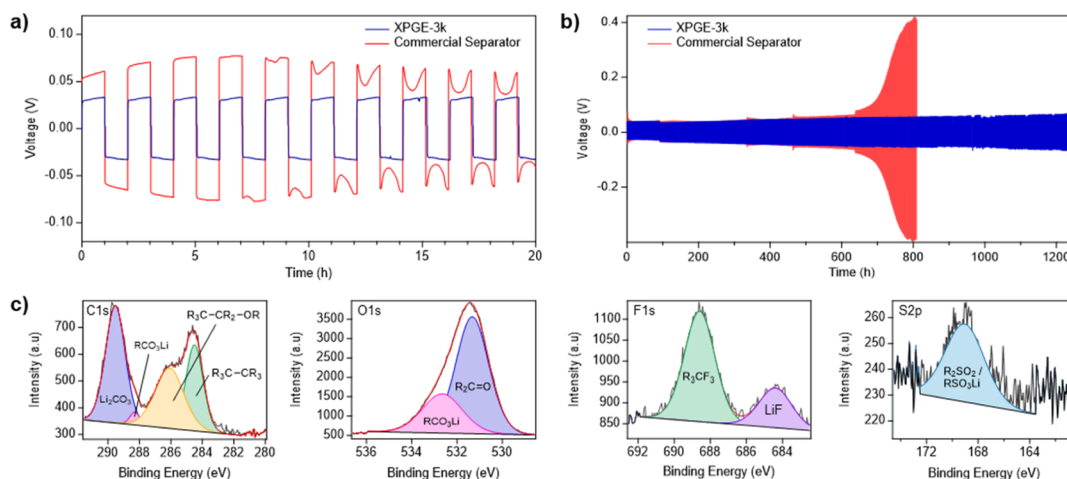 a)
XPGE-3k
Commercial Separator
0.10
0.05
0.00
-0.05
-0.10
Voltage (V)
0 5 10 15 20
Time (h)
b)
XPGE-3k
Commercial Separator
0.4
0.2
0.0
-0.2
Voltage (V)
0 200 400 600 800 1000 1200
Time (h)
c)
C1s
R₃C−CR₂−OR
RCO₃Li
Li₂CO₃
R₃C−CR₃
700
600
500
400
300
Intensity (a.u)
290 288 286 284 282 280
Binding Energy (eV)
O1s
R₂C=O
RCO₃Li
3500
3000
2500
2000
1500
1000
500
Intensity (a.u)
536 534 532 530
Binding Energy (eV)
F1s
R₃CF₃
LiF
1100
1050
1000
950
900
850
Intensity (a.u)
692 690 688 686 684
Binding Energy (eV)
S2p
R₂SO₂ /
RSO₃Li
260
250
240
230
220
Intensity (a.u)
172 168 164
Binding Energy (eV)